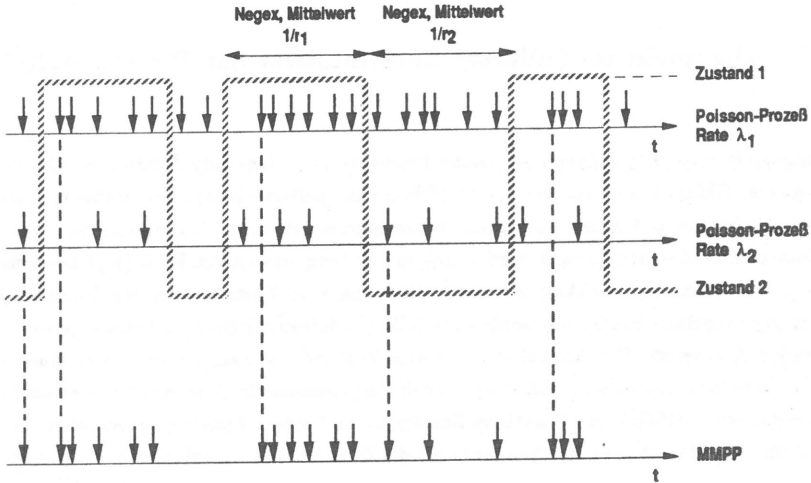 Negex, Mittelwert
1/r₁
Negex, Mittelwert
1/r₂
Zustand 1
Poisson-Prozeß
Rate λ₁
t
Poisson-Prozeß
Rate λ₂
t
Zustand 2
MMPP
t